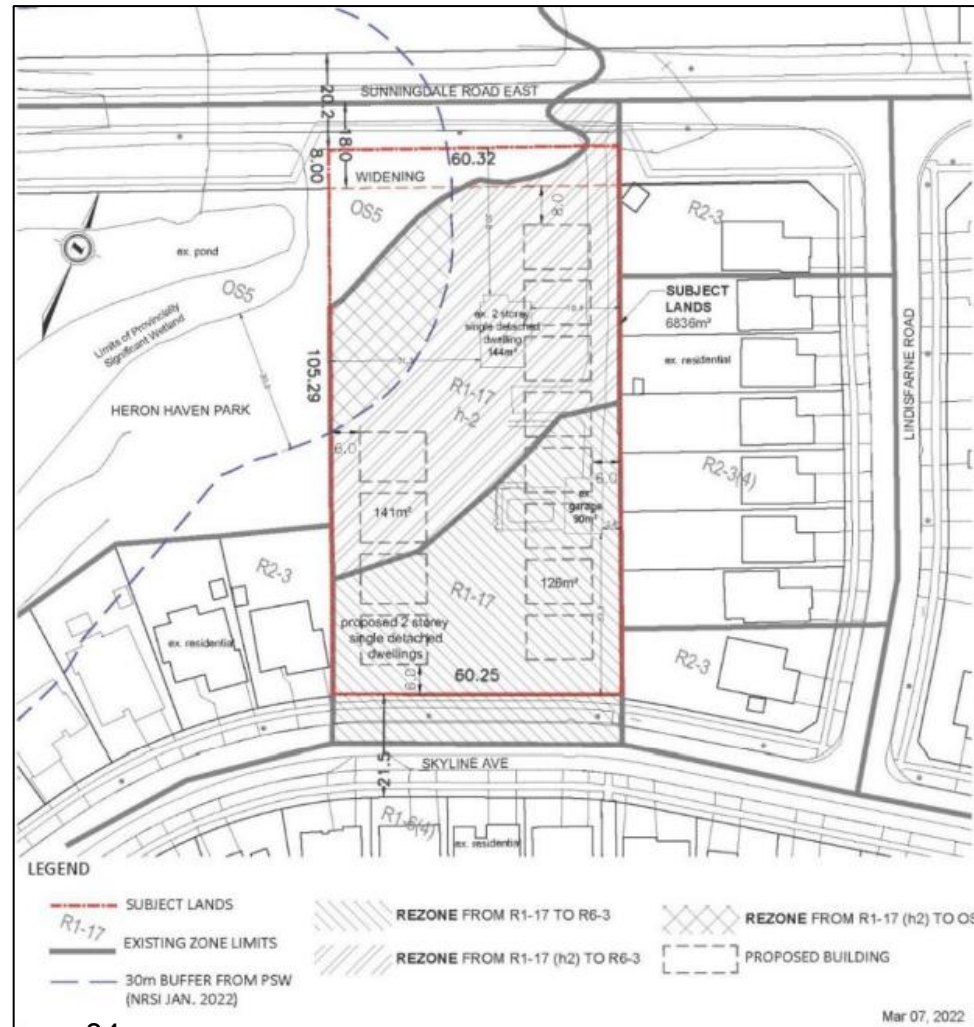 SUNNINGDALE ROAD EAST
20.2
18.0
8.00
60.32
WIDENING
OS5
8.0
R2-3
ex. pond
OS5
Limits of Provincially
Significant Wetland
SUBJECT
LANDS
6836m²
ex. 2 storey
single detached
dwelling
144m²
ex. residential
LINDISFARNE ROAD
105.29
R1-17
h-2
HERON HAVEN PARK
6.0
R2-3(4)
6.0
ex.
garage
90m²
141m²
R2-3
R1-17
126m²
ex. residential
proposed 2 storey
single detached
dwellings
R2-3
6.0
60.25
SKYLINE AVE
21.5
R1-6(4)
ex. residential
LEGEND
SUBJECT LANDS
R1-17
EXISTING ZONE LIMITS
30m BUFFER FROM PSW
(NRSI JAN. 2022)
REZONE FROM R1-17 TO R6-3
REZONE FROM R1-17 (h2) TO R6-3
REZONE FROM R1-17 (h2) TO OS
PROPOSED BUILDING
Mar 07, 2022